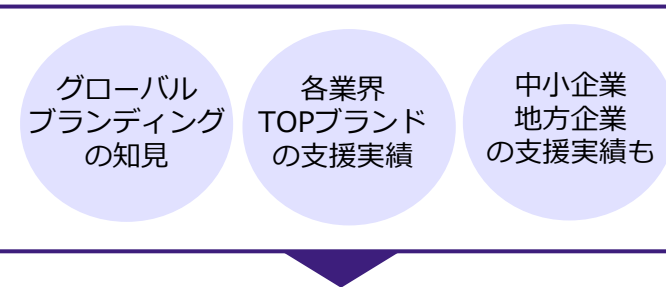 グローバル
ブランディング
の知見
各業界
TOPブランド
の支援実績
中小企業
地方企業
の支援実績も